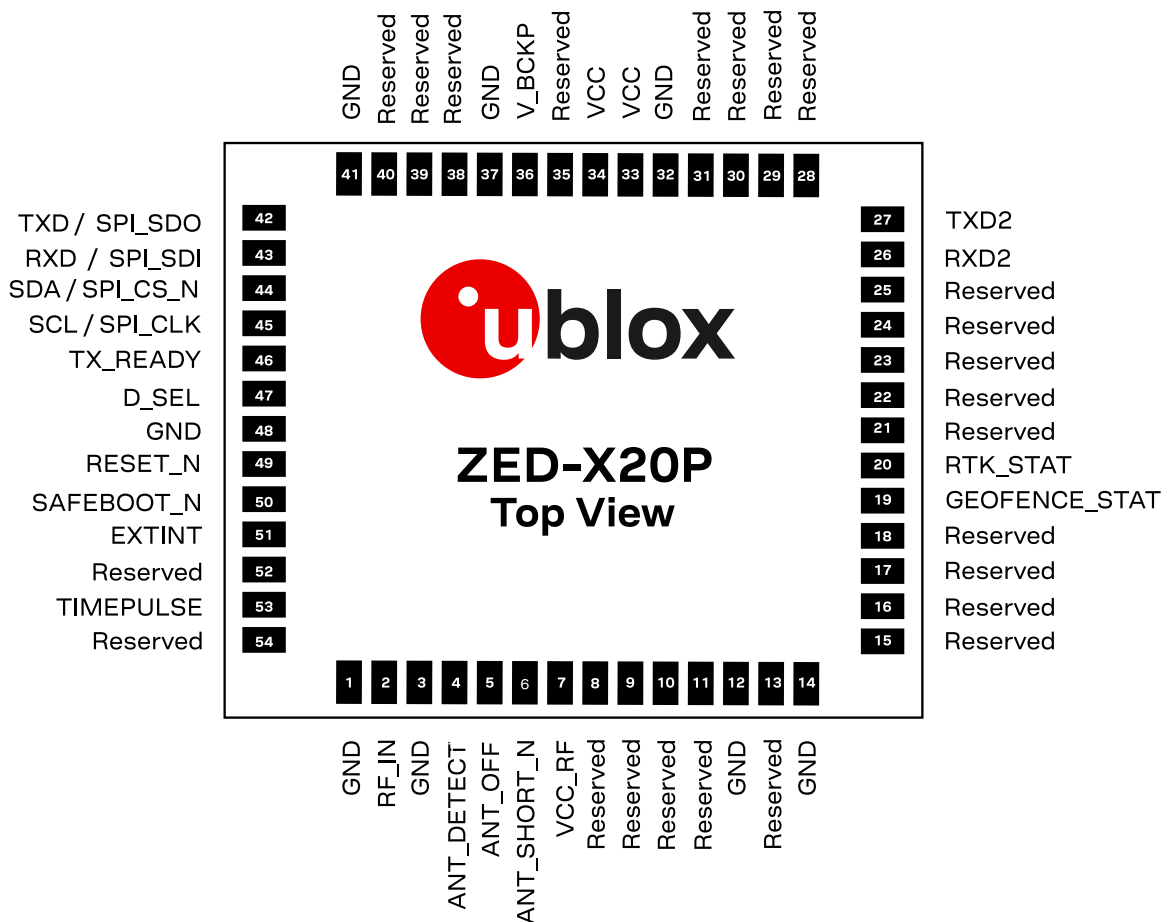 GND Reserved Reserved Reserved GND V_BCKP Reserved VCC VCC GND Reserved Reserved Reserved Reserved
41 40 39 38 37 36 35 34 33 32 31 30 29 28
TXD / SPI_SDO 42 27 TXD2
RXD / SPI_SDI 43 26 RXD2
SDA / SPI_CS_N 44 25 Reserved
SCL / SPI_CLK 45 24 Reserved
TX_READY 46 23 Reserved
D_SEL 47 22 Reserved
GND 48 21 Reserved
RESET_N 49 20 RTK_STAT
SAFEBOOT_N 50 19 GEOFENCE_STAT
EXTINT 51 18 Reserved
Reserved 52 17 Reserved
TIMEPULSE 53 16 Reserved
Reserved 54 15 Reserved
ublox
ZED-X20P
Top View
1 2 3 4 5 6 7 8 9 10 11 12 13 14
GND RF_IN GND ANT_DETECT ANT_OFF ANT_SHORT_N VCC_RF Reserved Reserved Reserved Reserved GND Reserved GND